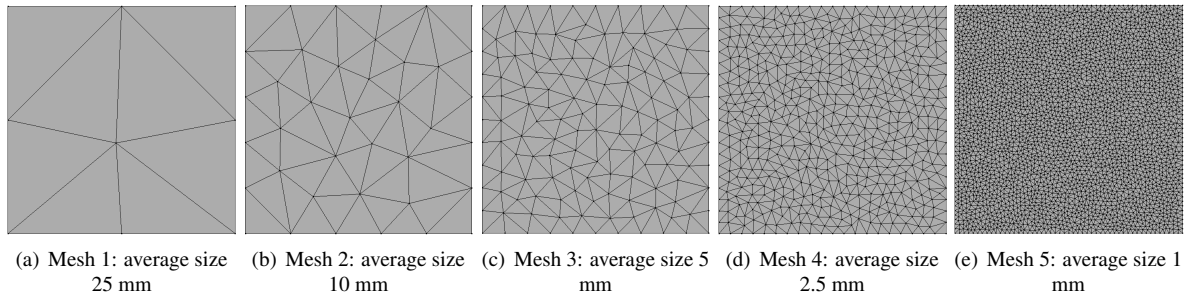 (a) Mesh 1: average size
25 mm
(b) Mesh 2: average size
10 mm
(c) Mesh 3: average size 5
mm
(d) Mesh 4: average size
2.5 mm
(e) Mesh 5: average size 1
mm